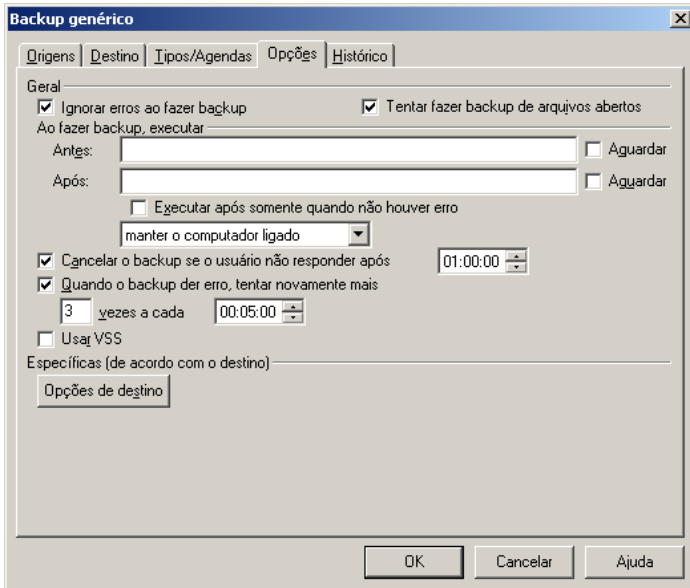 Backup genérico
Origens Destino Tipos/Agendas Opções Histórico
Geral
Ignorar erros ao fazer backup Tentar fazer backup de arquivos abertos
Ao fazer backup, executar
Antes: Aguardar
Após: Aguardar
Executar após somente quando não houver erro
manter o computador ligado
Cancelar o backup se o usuário não responder após 01:00:00
Quando o backup der erro, tentar novamente mais
3 vezes a cada 00:05:00
Usar VSS
Específicas (de acordo com o destino)
Opções de destino
OK Cancelar Ajuda